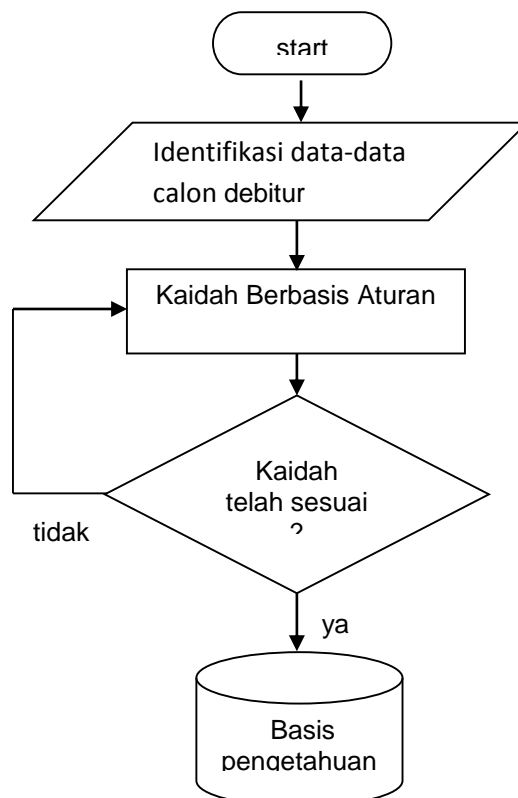 start
Identifikasi data-data
calon debitur
Kaidah Berbasis Aturan
Kaidah
telah sesuai
?
tidak
ya
Basis
pengetahuan